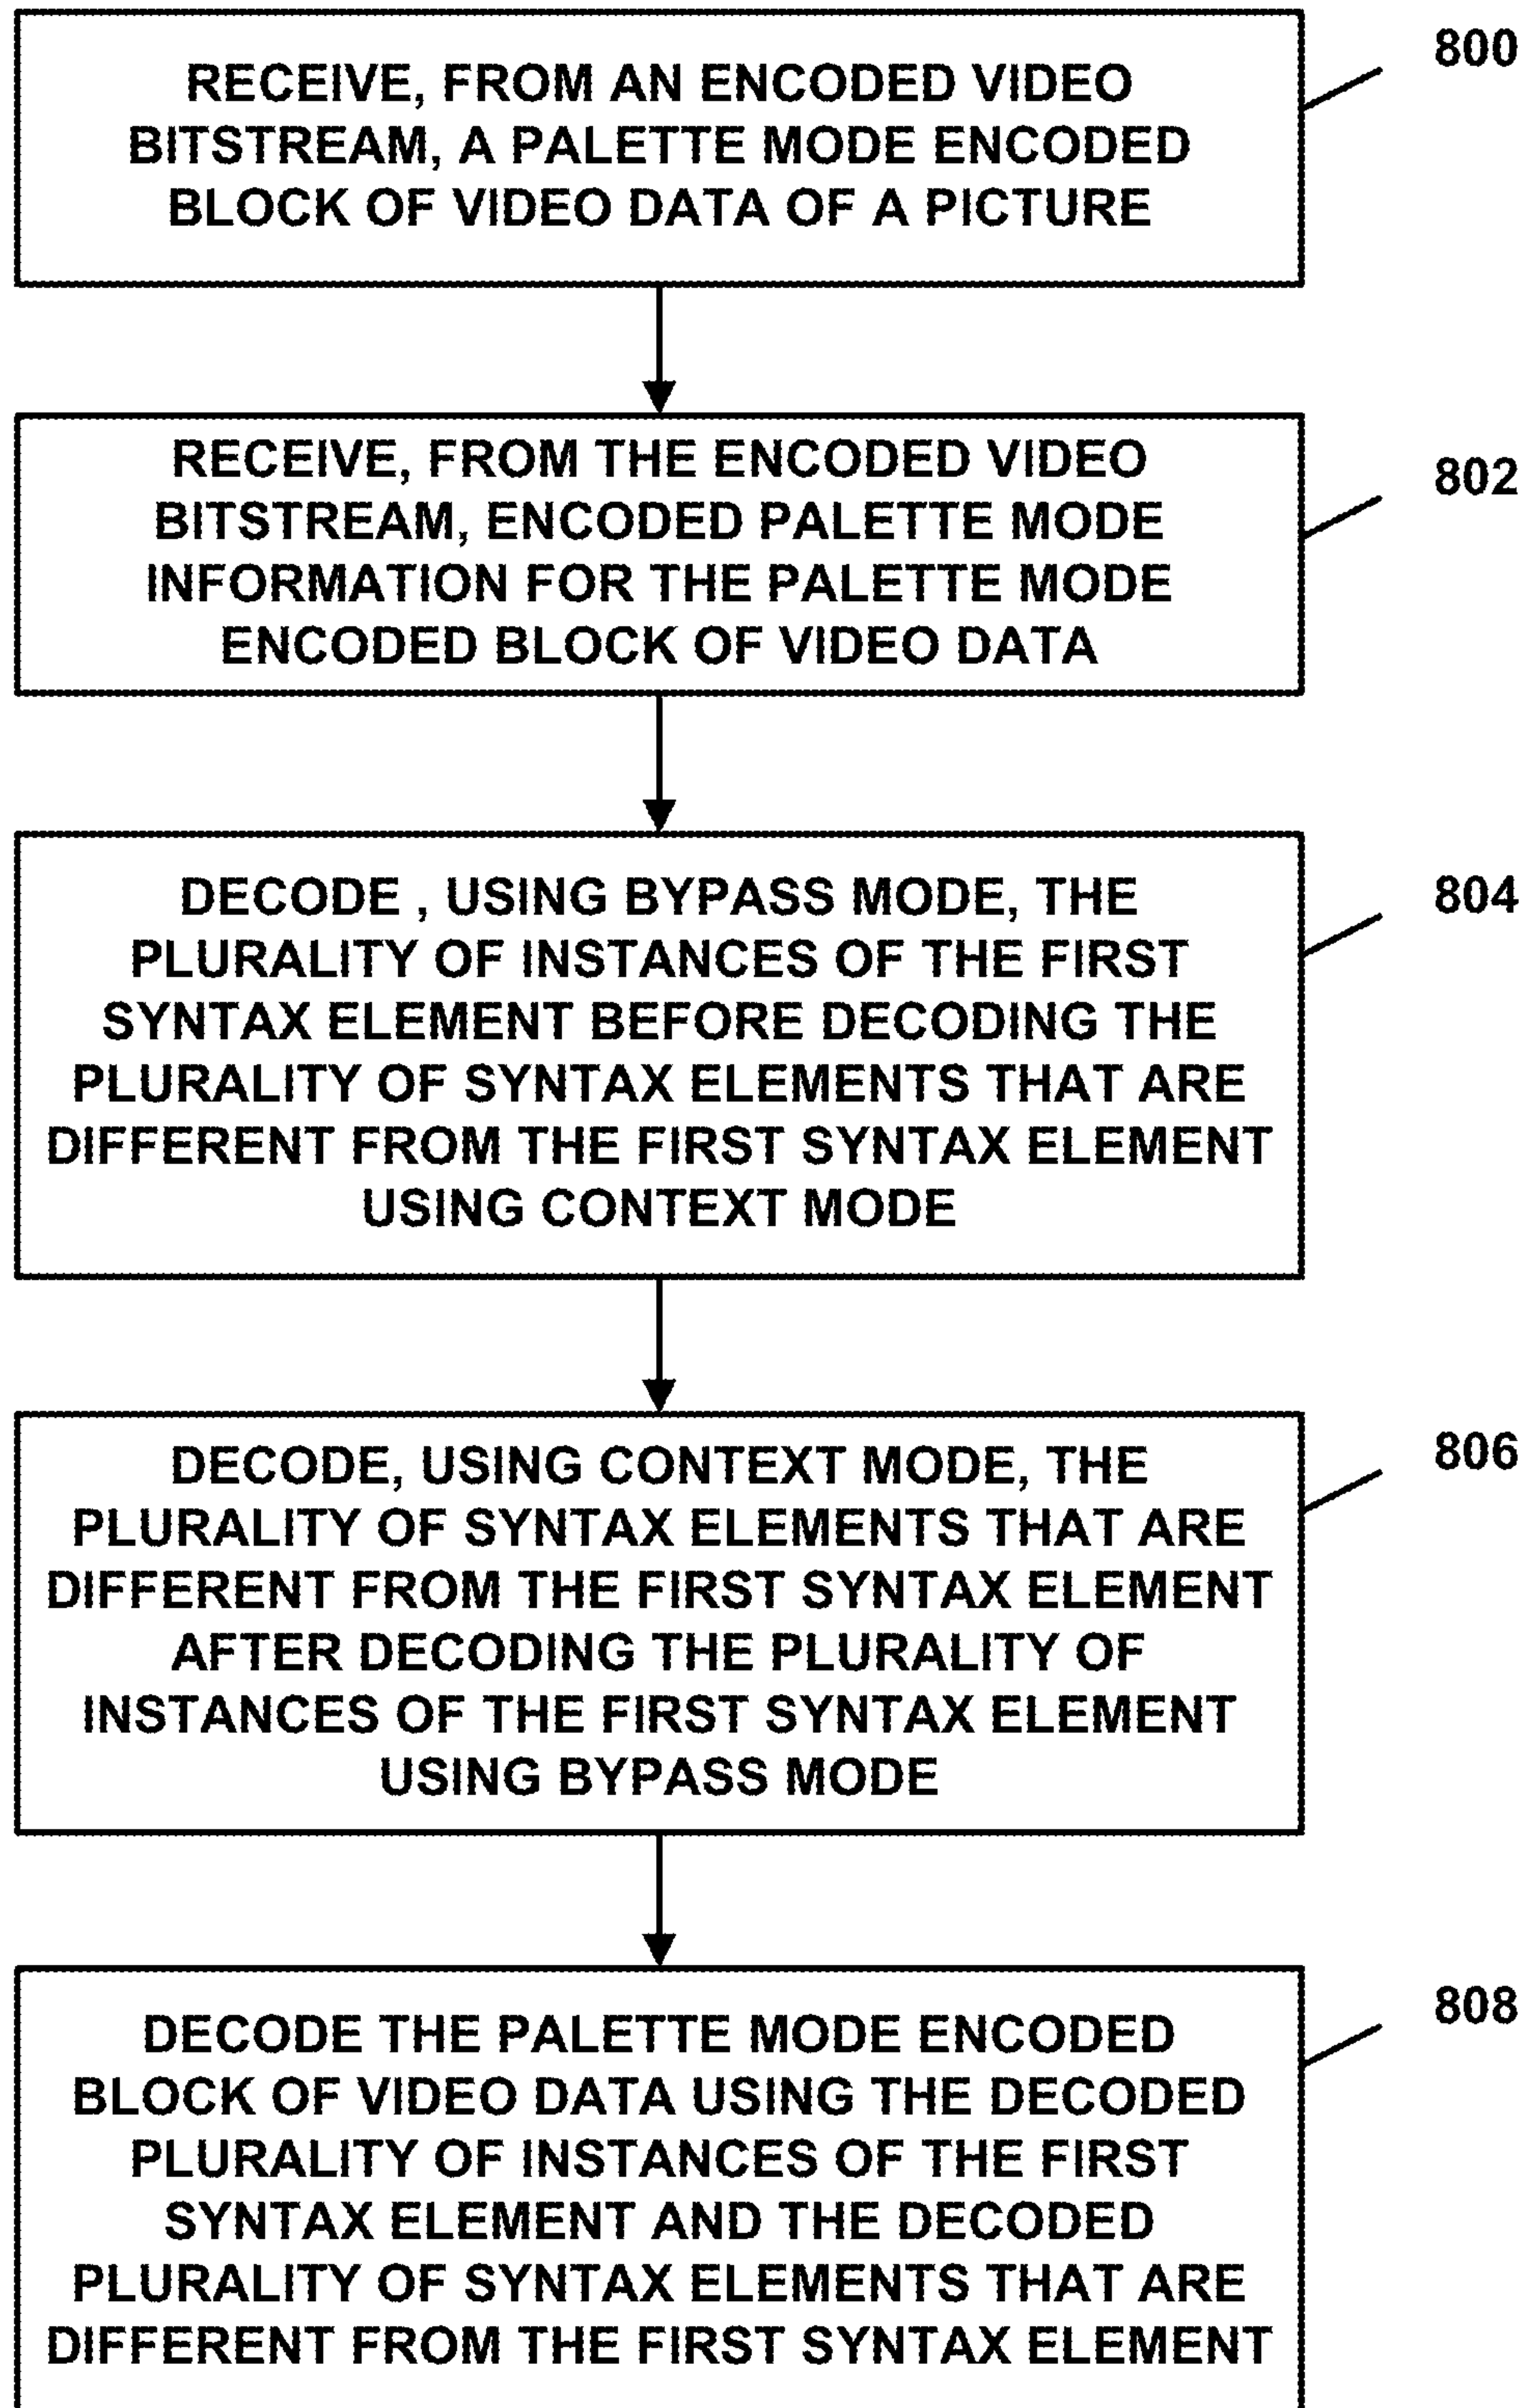 RECEIVE, FROM AN ENCODED VIDEO
BITSTREAM, A PALETTE MODE ENCODED
BLOCK OF VIDEO DATA OF A PICTURE
800
RECEIVE, FROM THE ENCODED VIDEO
BITSTREAM, ENCODED PALETTE MODE
INFORMATION FOR THE PALETTE MODE
ENCODED BLOCK OF VIDEO DATA
802
DECODE , USING BYPASS MODE, THE
PLURALITY OF INSTANCES OF THE FIRST
SYNTAX ELEMENT BEFORE DECODING THE
PLURALITY OF SYNTAX ELEMENTS THAT ARE
DIFFERENT FROM THE FIRST SYNTAX ELEMENT
USING CONTEXT MODE
804
DECODE, USING CONTEXT MODE, THE
PLURALITY OF SYNTAX ELEMENTS THAT ARE
DIFFERENT FROM THE FIRST SYNTAX ELEMENT
AFTER DECODING THE PLURALITY OF
INSTANCES OF THE FIRST SYNTAX ELEMENT
USING BYPASS MODE
806
DECODE THE PALETTE MODE ENCODED
BLOCK OF VIDEO DATA USING THE DECODED
PLURALITY OF INSTANCES OF THE FIRST
SYNTAX ELEMENT AND THE DECODED
PLURALITY OF SYNTAX ELEMENTS THAT ARE
DIFFERENT FROM THE FIRST SYNTAX ELEMENT
808